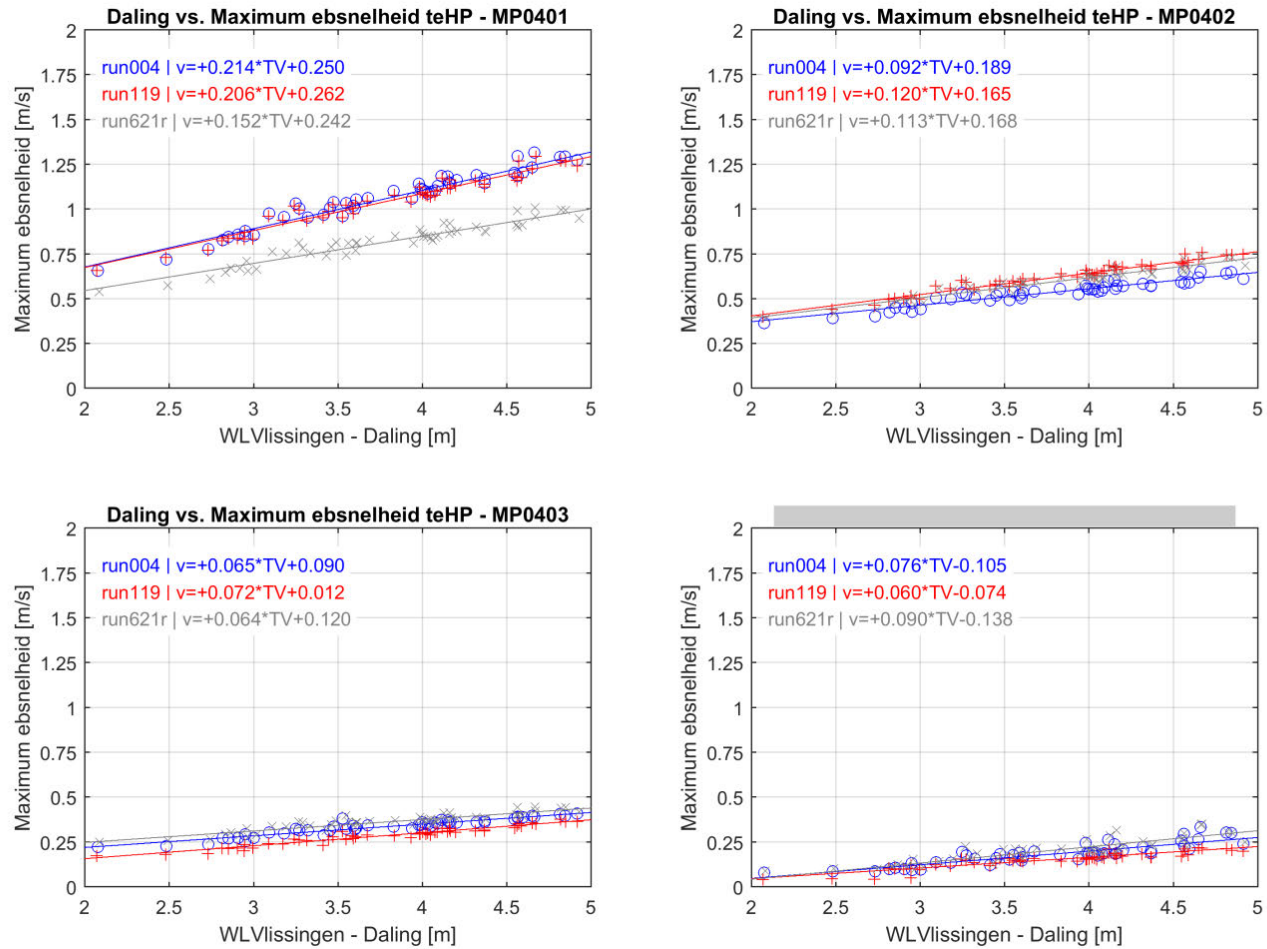 Daling vs. Maximum ebsnelheid teHP - MP0401
run004 | v=+0.214*TV+0.250
run119 | v=+0.206*TV+0.262
run621r | v=+0.152*TV+0.242
Maximum ebsnelheid [m/s]
2
1.75
1.5
1.25
1
0.75
0.5
0.25
0
2 2.5 3 3.5 4 4.5 5
WLVlissingen - Daling [m]
Daling vs. Maximum ebsnelheid teHP - MP0402
run004 | v=+0.092*TV+0.189
run119 | v=+0.120*TV+0.165
run621r | v=+0.113*TV+0.168
Maximum ebsnelheid [m/s]
2
1.75
1.5
1.25
1
0.75
0.5
0.25
0
2 2.5 3 3.5 4 4.5 5
WLVlissingen - Daling [m]
Daling vs. Maximum ebsnelheid teHP - MP0403
run004 | v=+0.065*TV+0.090
run119 | v=+0.072*TV+0.012
run621r | v=+0.064*TV+0.120
Maximum ebsnelheid [m/s]
2
1.75
1.5
1.25
1
0.75
0.5
0.25
0
2 2.5 3 3.5 4 4.5 5
WLVlissingen - Daling [m]
run004 | v=+0.076*TV-0.105
run119 | v=+0.060*TV-0.074
run621r | v=+0.090*TV-0.138
Maximum ebsnelheid [m/s]
2
1.75
1.5
1.25
1
0.75
0.5
0.25
0
2 2.5 3 3.5 4 4.5 5
WLVlissingen - Daling [m]